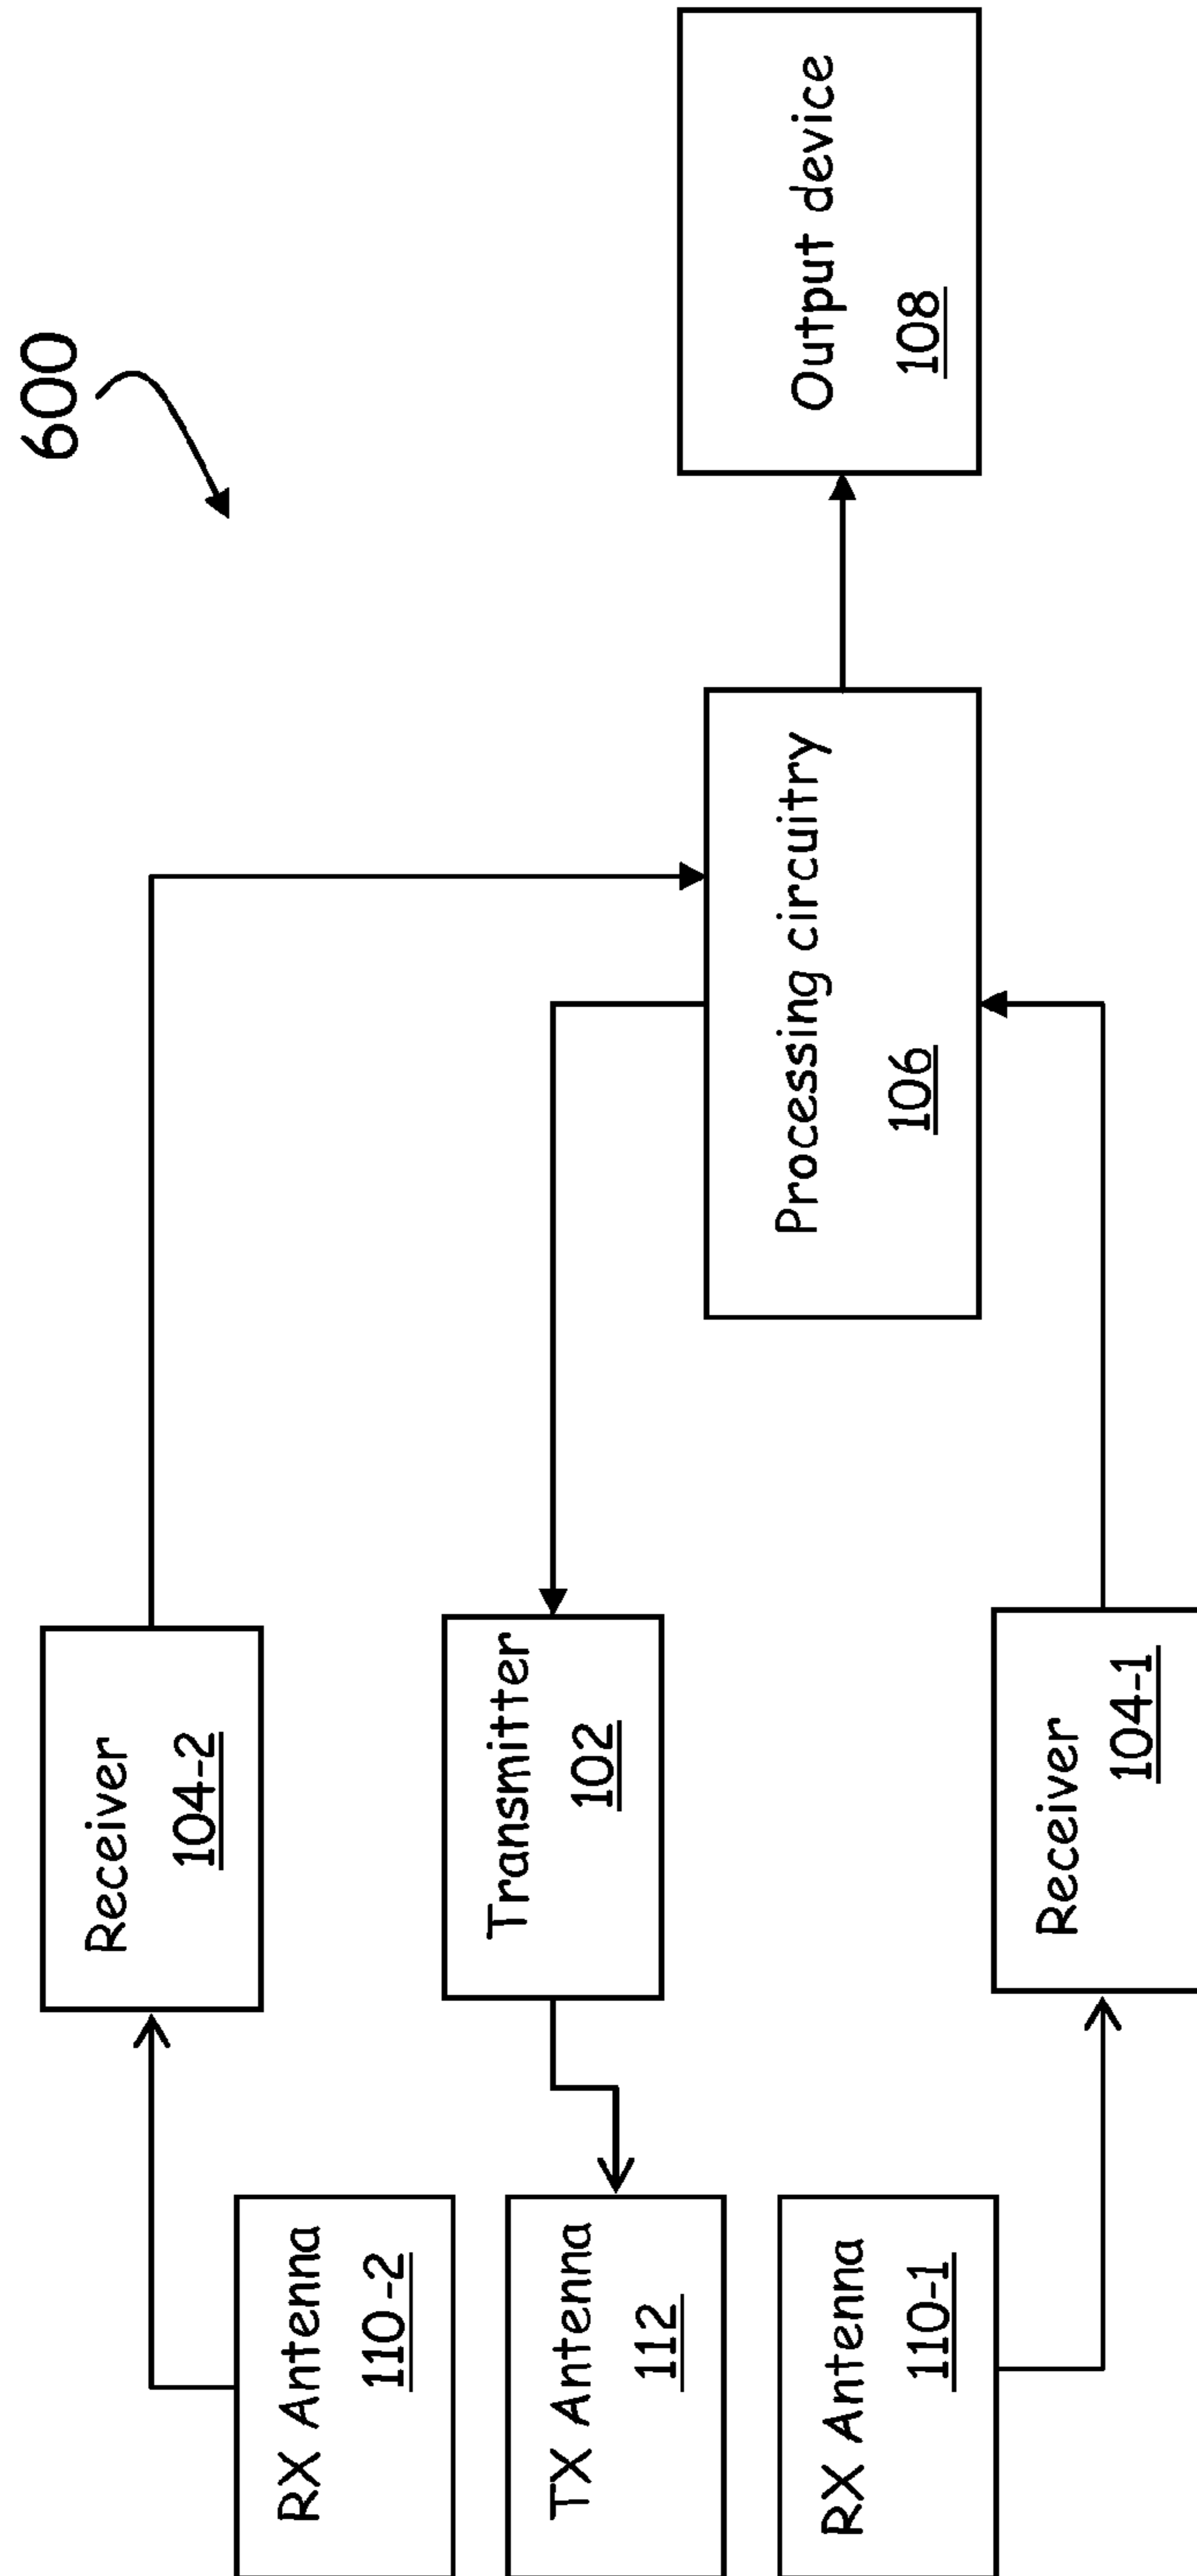 600
RX Antenna
110-2
Receiver
104-2
TX Antenna
112
Transmitter
102
Processing circuitry
106
Output device
108
RX Antenna
110-1
Receiver
104-1